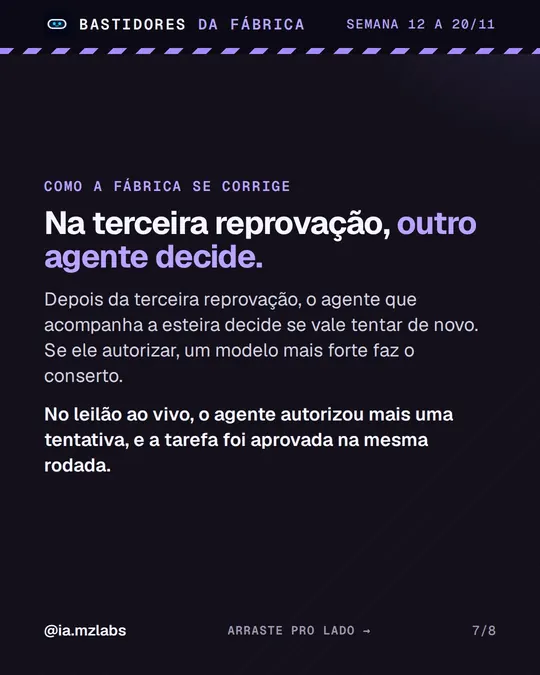 BASTIDORES DA FÁBRICA
SEMANA 12 A 20/11
COMO A FÁBRICA SE CORRIGE
Na terceira reprovação, outro
agente decide.
Depois da terceira reprovação, o agente que
acompanha a esteira decide se vale tentar de novo.
Se ele autorizar, um modelo mais forte faz o
conserto.
No leilão ao vivo, o agente autorizou mais uma
tentativa, e a tarefa foi aprovada na mesma
rodada.
@ia.mzlabs
ARRASTE PRO LADO →
7/8